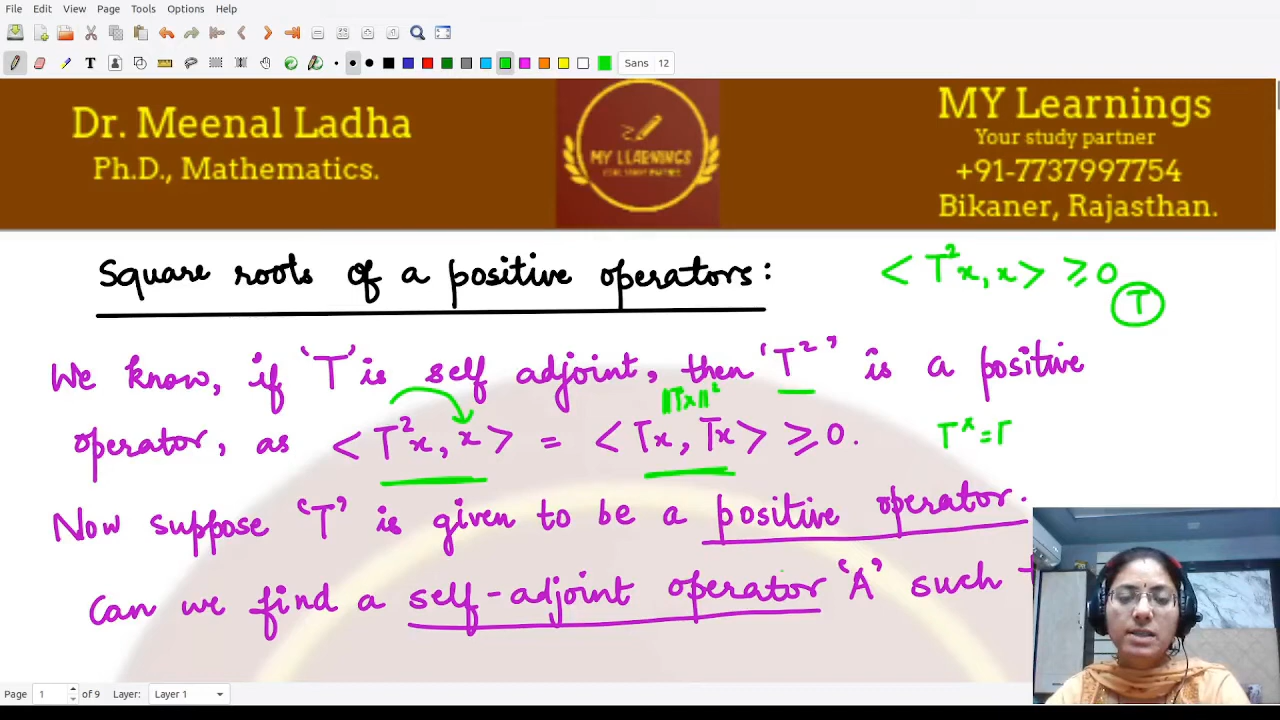 File Edit View Page Tools Options Help
Sans 12
Dr. Meenal Ladha
Ph.D., Mathematics.
MY LEARNINGS
MY Learnings
Your study partner
+91-7737997754
Bikaner, Rajasthan.
Square roots of a positive operators:
< T²x, x > ≥ 0
T
We know, if 'T' is self adjoint, then 'T²' is a positive
||Tx||²
operator, as < T²x, x > = < Tx, Tx > ≥ 0.
T* = T
Now suppose 'T' is given to be a positive operator.
Can we find a self-adjoint operator 'A' such
Page 1 of 9 Layer: Layer 1